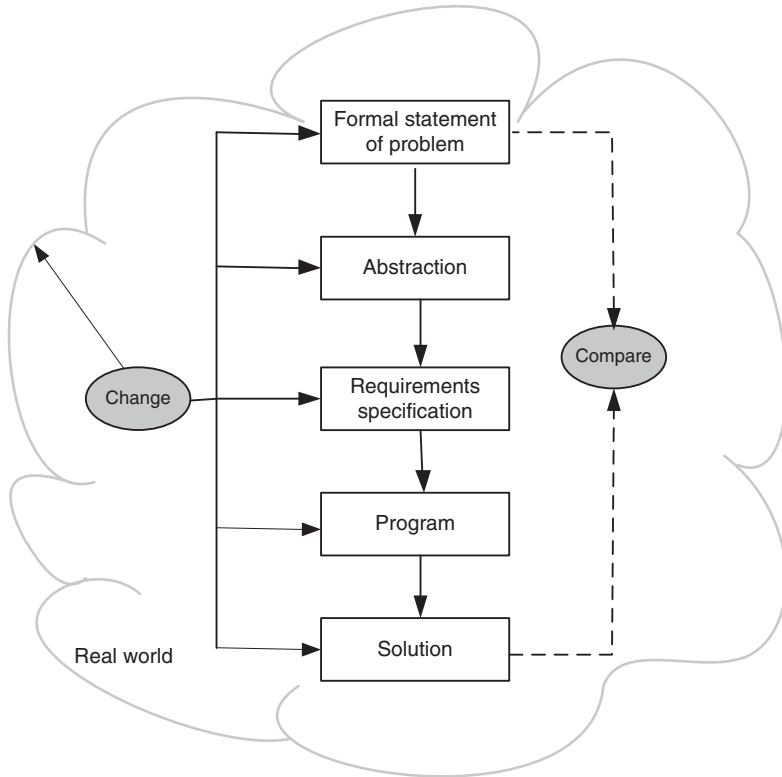 Formal statement
of problem
Abstraction
Compare
Change
Requirements
specification
Program
Solution
Real world